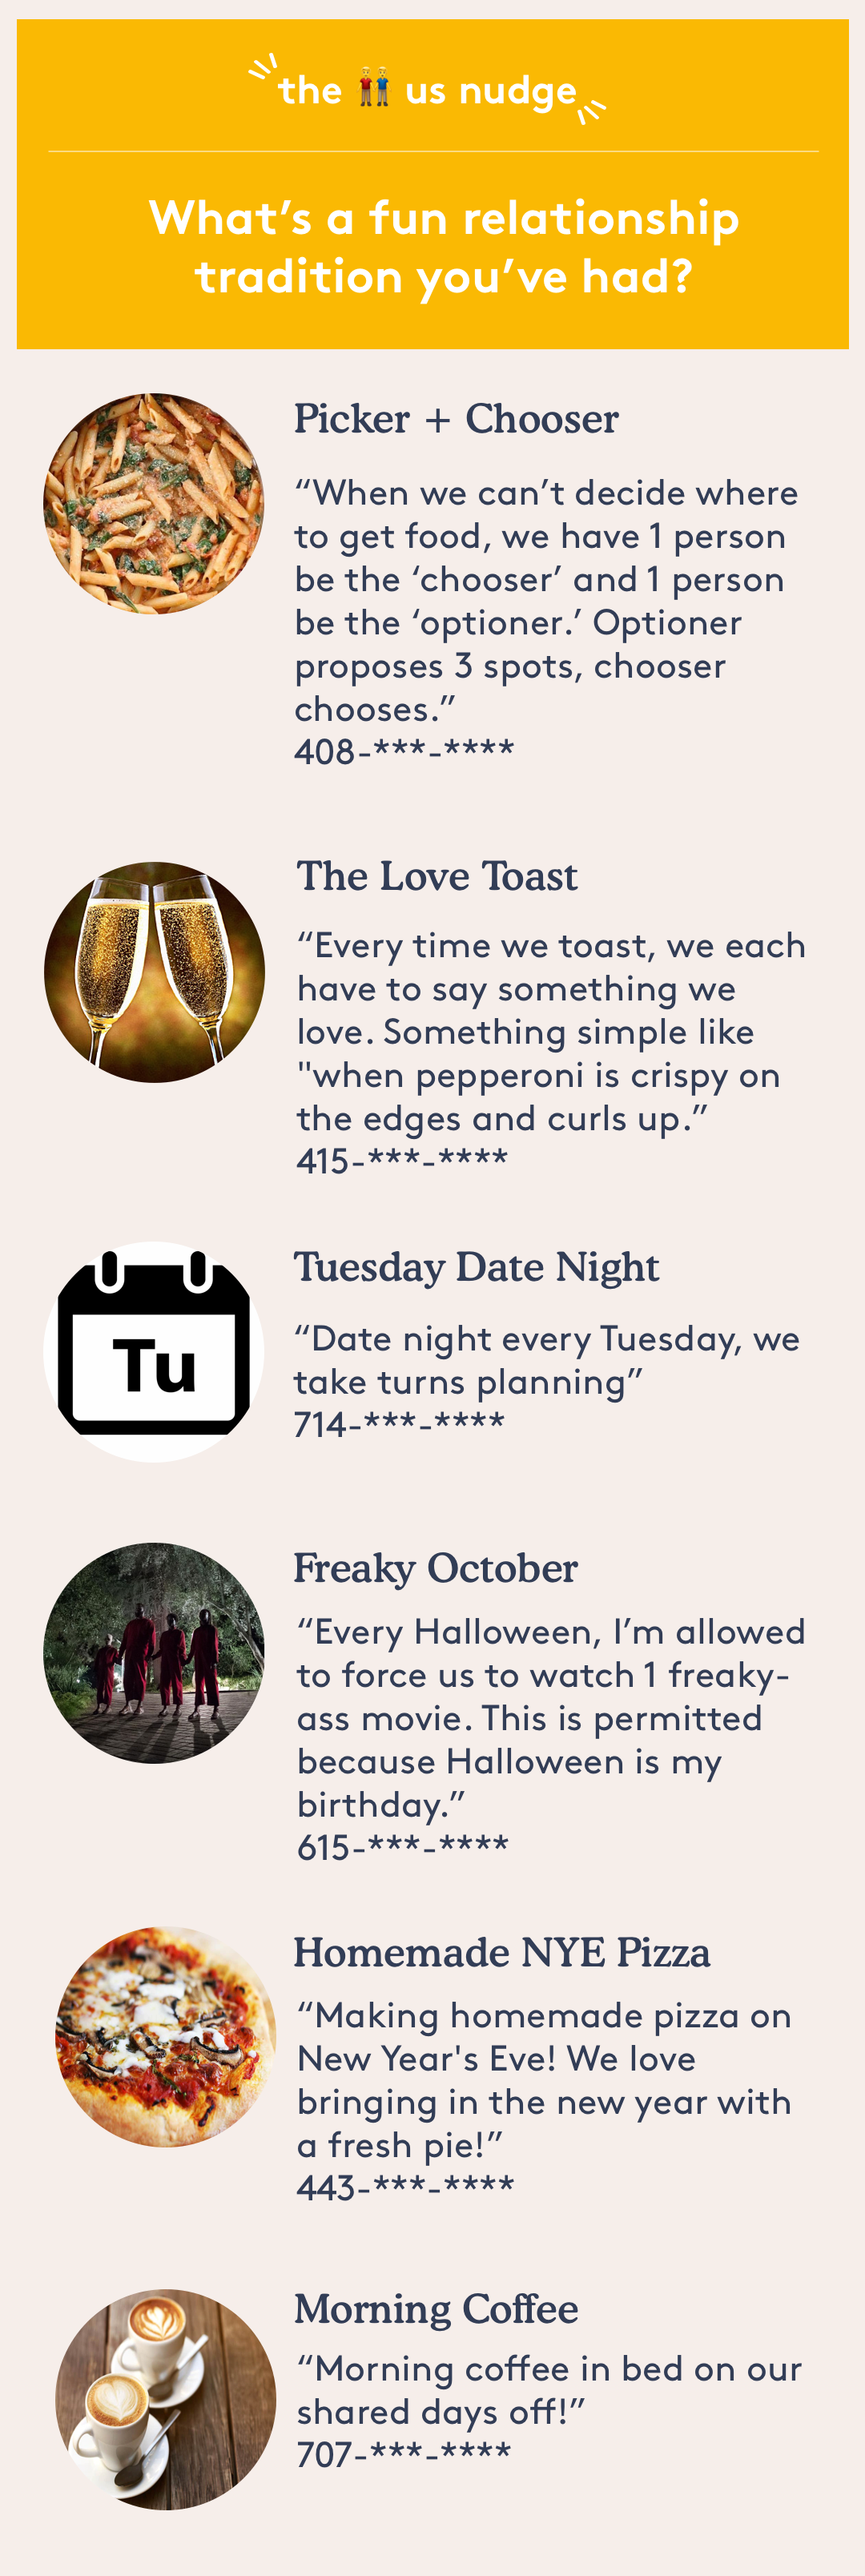 the 👬 us nudge
What’s a fun relationship
tradition you’ve had?
Picker + Chooser
“When we can’t decide where
to get food, we have 1 person
be the ‘chooser’ and 1 person
be the ‘optioner.’ Optioner
proposes 3 spots, chooser
chooses.”
408-***-****
The Love Toast
“Every time we toast, we each
have to say something we
love. Something simple like
"when pepperoni is crispy on
the edges and curls up.”
415-***-****
Tu
Tuesday Date Night
“Date night every Tuesday, we
take turns planning”
714-***-****
Freaky October
“Every Halloween, I’m allowed
to force us to watch 1 freaky-
ass movie. This is permitted
because Halloween is my
birthday.”
615-***-****
Homemade NYE Pizza
“Making homemade pizza on
New Year's Eve! We love
bringing in the new year with
a fresh pie!”
443-***-****
Morning Coffee
“Morning coffee in bed on our
shared days off!”
707-***-****